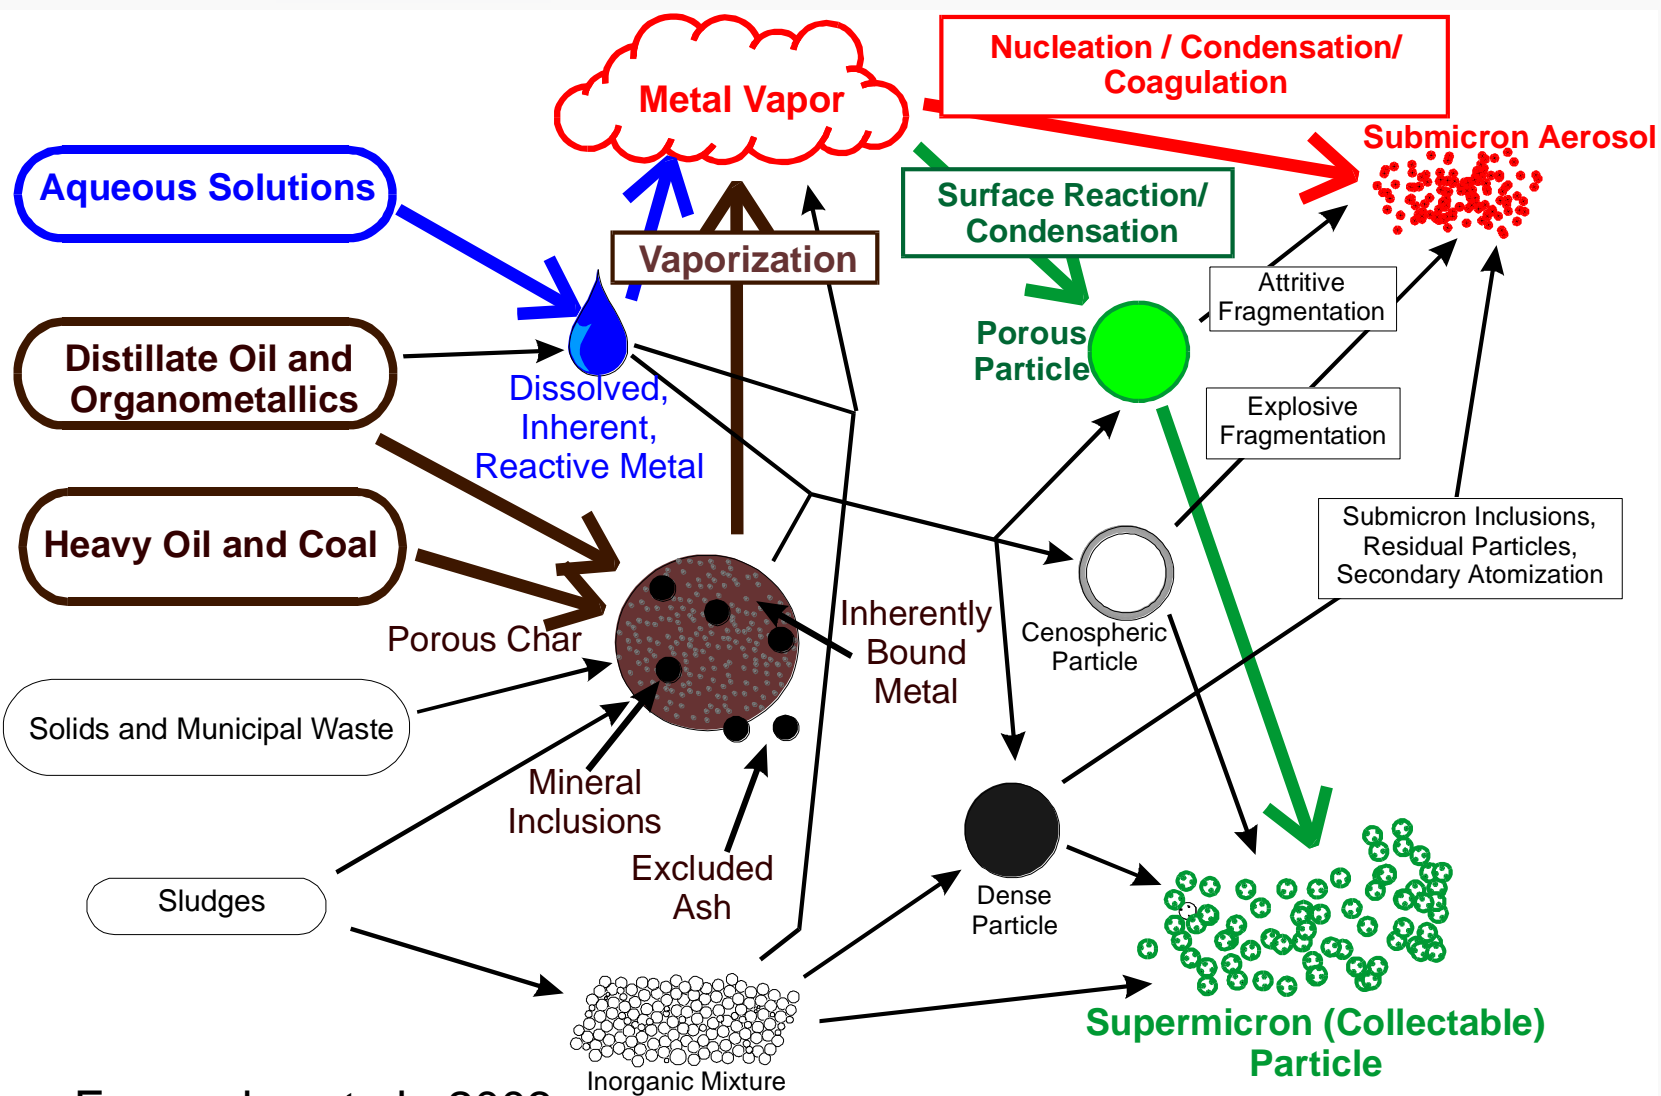 Nucleation / Condensation/
Coagulation
Metal Vapor
Submicron Aerosol
Aqueous Solutions
Surface Reaction/
Condensation
Vaporization
Attritive
Fragmentation
Porous
Particle
Distillate Oil and
Organometallics
Dissolved,
Inherent,
Reactive Metal
Explosive
Fragmentation
Heavy Oil and Coal
Submicron Inclusions,
Residual Particles,
Secondary Atomization
Porous Char
Inherently
Bound
Metal
Cenospheric
Particle
Solids and Municipal Waste
Mineral
Inclusions
Excluded
Ash
Sludges
Dense
Particle
Supermicron (Collectable)
Particle
Inorganic Mixture